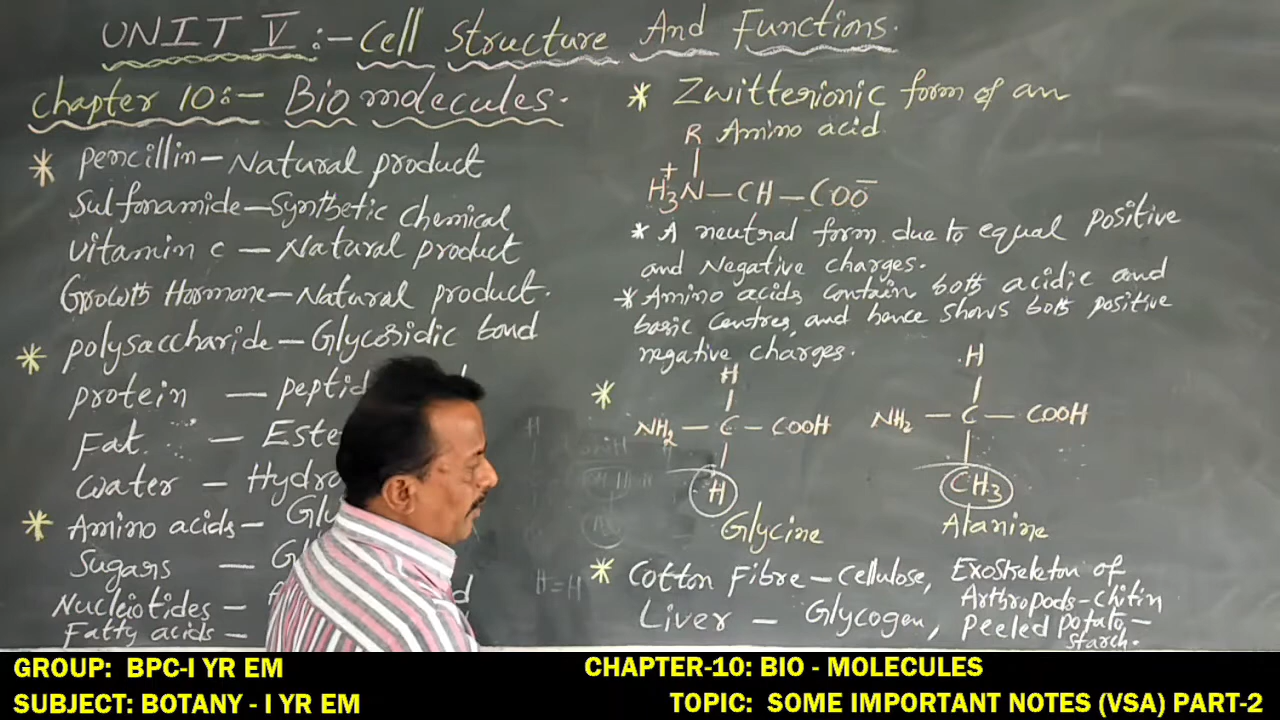 UNIT V :- Cell Structure And Functions.
Chapter 10:- Biomolecules.
* Pencillin - Natural product
Sulfonamide - Synthetic chemical
Vitamin C - Natural product
Growth Hormone - Natural product.
* polysaccharide - Glycosidic bond
protein - peptid
Fat. - Este
Water - Hydro
* Amino acids - Gly
Sugars - G
Nucleotides -
Fatty acids -
* Zwitterionic form of an
Amino acid
R
+
H3N - CH - COO-
* A neutral form due to equal positive
and Negative charges.
* Amino acids contain both acidic and
basic centres, and hence shows both positive
negative charges.
*
H
NH2 - C - COOH
H
Glycine
H
NH2 - C - COOH
CH3
Alanine
* Cotton Fibre - Cellulose, Exoskeleton of
Arthropods - chitin
Liver - Glycogen, Peeled potato -
starch.
GROUP: BPC-I YR EM
SUBJECT: BOTANY - I YR EM
CHAPTER-10: BIO - MOLECULES
TOPIC: SOME IMPORTANT NOTES (VSA) PART-2